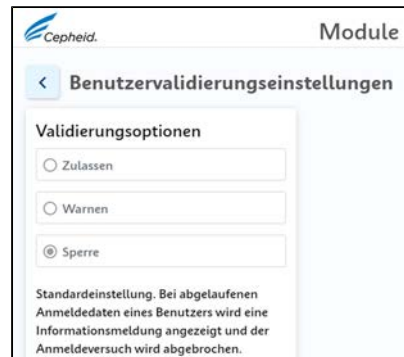 Cepheid.
Module
Benutzervalidierungseinstellungen
Validierungsoptionen
Zulassen
Warnen
Sperre
Standardeinstellung. Bei abgelaufenen
Anmeldedaten eines Benutzers wird eine
Informationsmeldung angezeigt und der
Anmeldeversuch wird abgebrochen.